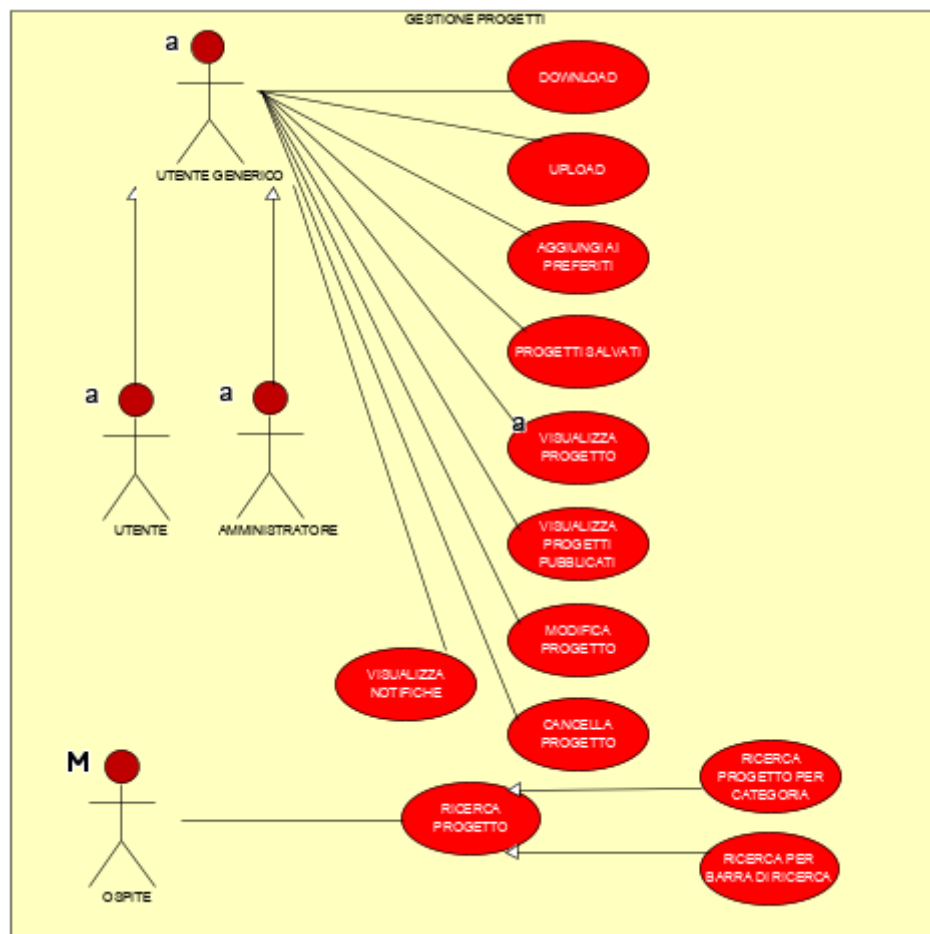 GESTIONE PROGETTI
a
UTENTE GENERICO
DOWNLOAD
UPLOAD
AGGIUNGI AI
PREFERITI
PROGETTI SALVATI
a
UTENTE
a
AMMINISTRATORE
a
VISUALIZZA
PROGETTO
VISUALIZZA
PROGETTI
PUBBLICATI
MODIFICA
PROGETTO
VISUALIZZA
NOTIFICHE
CANCELLA
PROGETTO
M
OSPITE
RICERCA
PROGETTO
RICERCA
PROGETTO PER
CATEGORIA
RICERCA PER
BARRA DI RICERCA